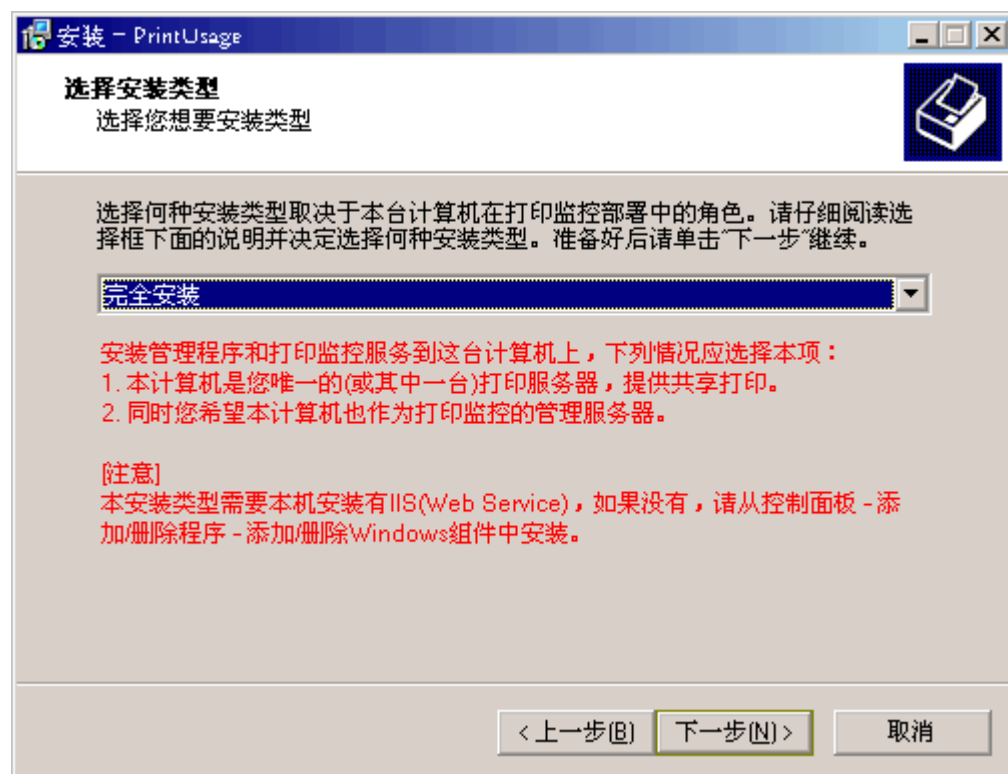 安装 - PrintUsage
选择安装类型
选择您想要安装类型
选择何种安装类型取决于本台计算机在打印监控部署中的角色。请仔细阅读选
择框下面的说明并决定选择何种安装类型。准备好后请单击“下一步”继续。
完全安装
安装管理程序和打印监控服务到这台计算机上，下列情况应选择本项：
1. 本计算机是您唯一的(或其中一台)打印服务器，提供共享打印。
2. 同时您希望本计算机也作为打印监控的管理服务器。
[注意]
本安装类型需要本机安装有IIS(Web Service)，如果没有，请从控制面板 - 添
加/删除程序 - 添加/删除Windows组件中安装。
< 上一步(B)
下一步(N) >
取消